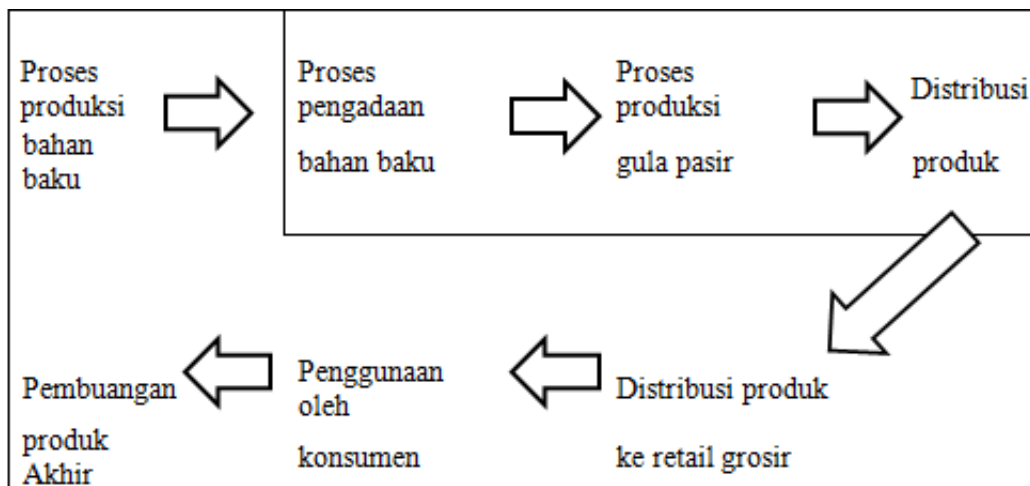 Proses
produksi
bahan
baku
Proses
pengadaan
bahan baku
Proses
produksi
gula pasir
Distribusi
produk
Distribusi produk
ke retail grosir
Penggunaan
oleh
konsumen
Pembuangan
produk
Akhir